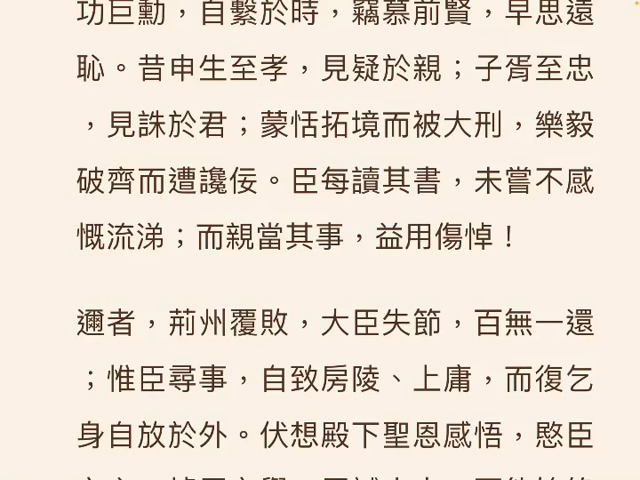 功巨勳，自繫於時，竊慕前賢，早思遠
恥。昔申生至孝，見疑於親；子胥至忠
，見誅於君；蒙恬拓境而被大刑，樂毅
破齊而遭讒佞。臣每讀其書，未嘗不感
慨流涕；而親當其事，益用傷悼！
邇者，荊州覆敗，大臣失節，百無一還
；惟臣尋事，自致房陵、上庸，而復乞
身自放於外。伏想殿下聖恩感悟，愍臣